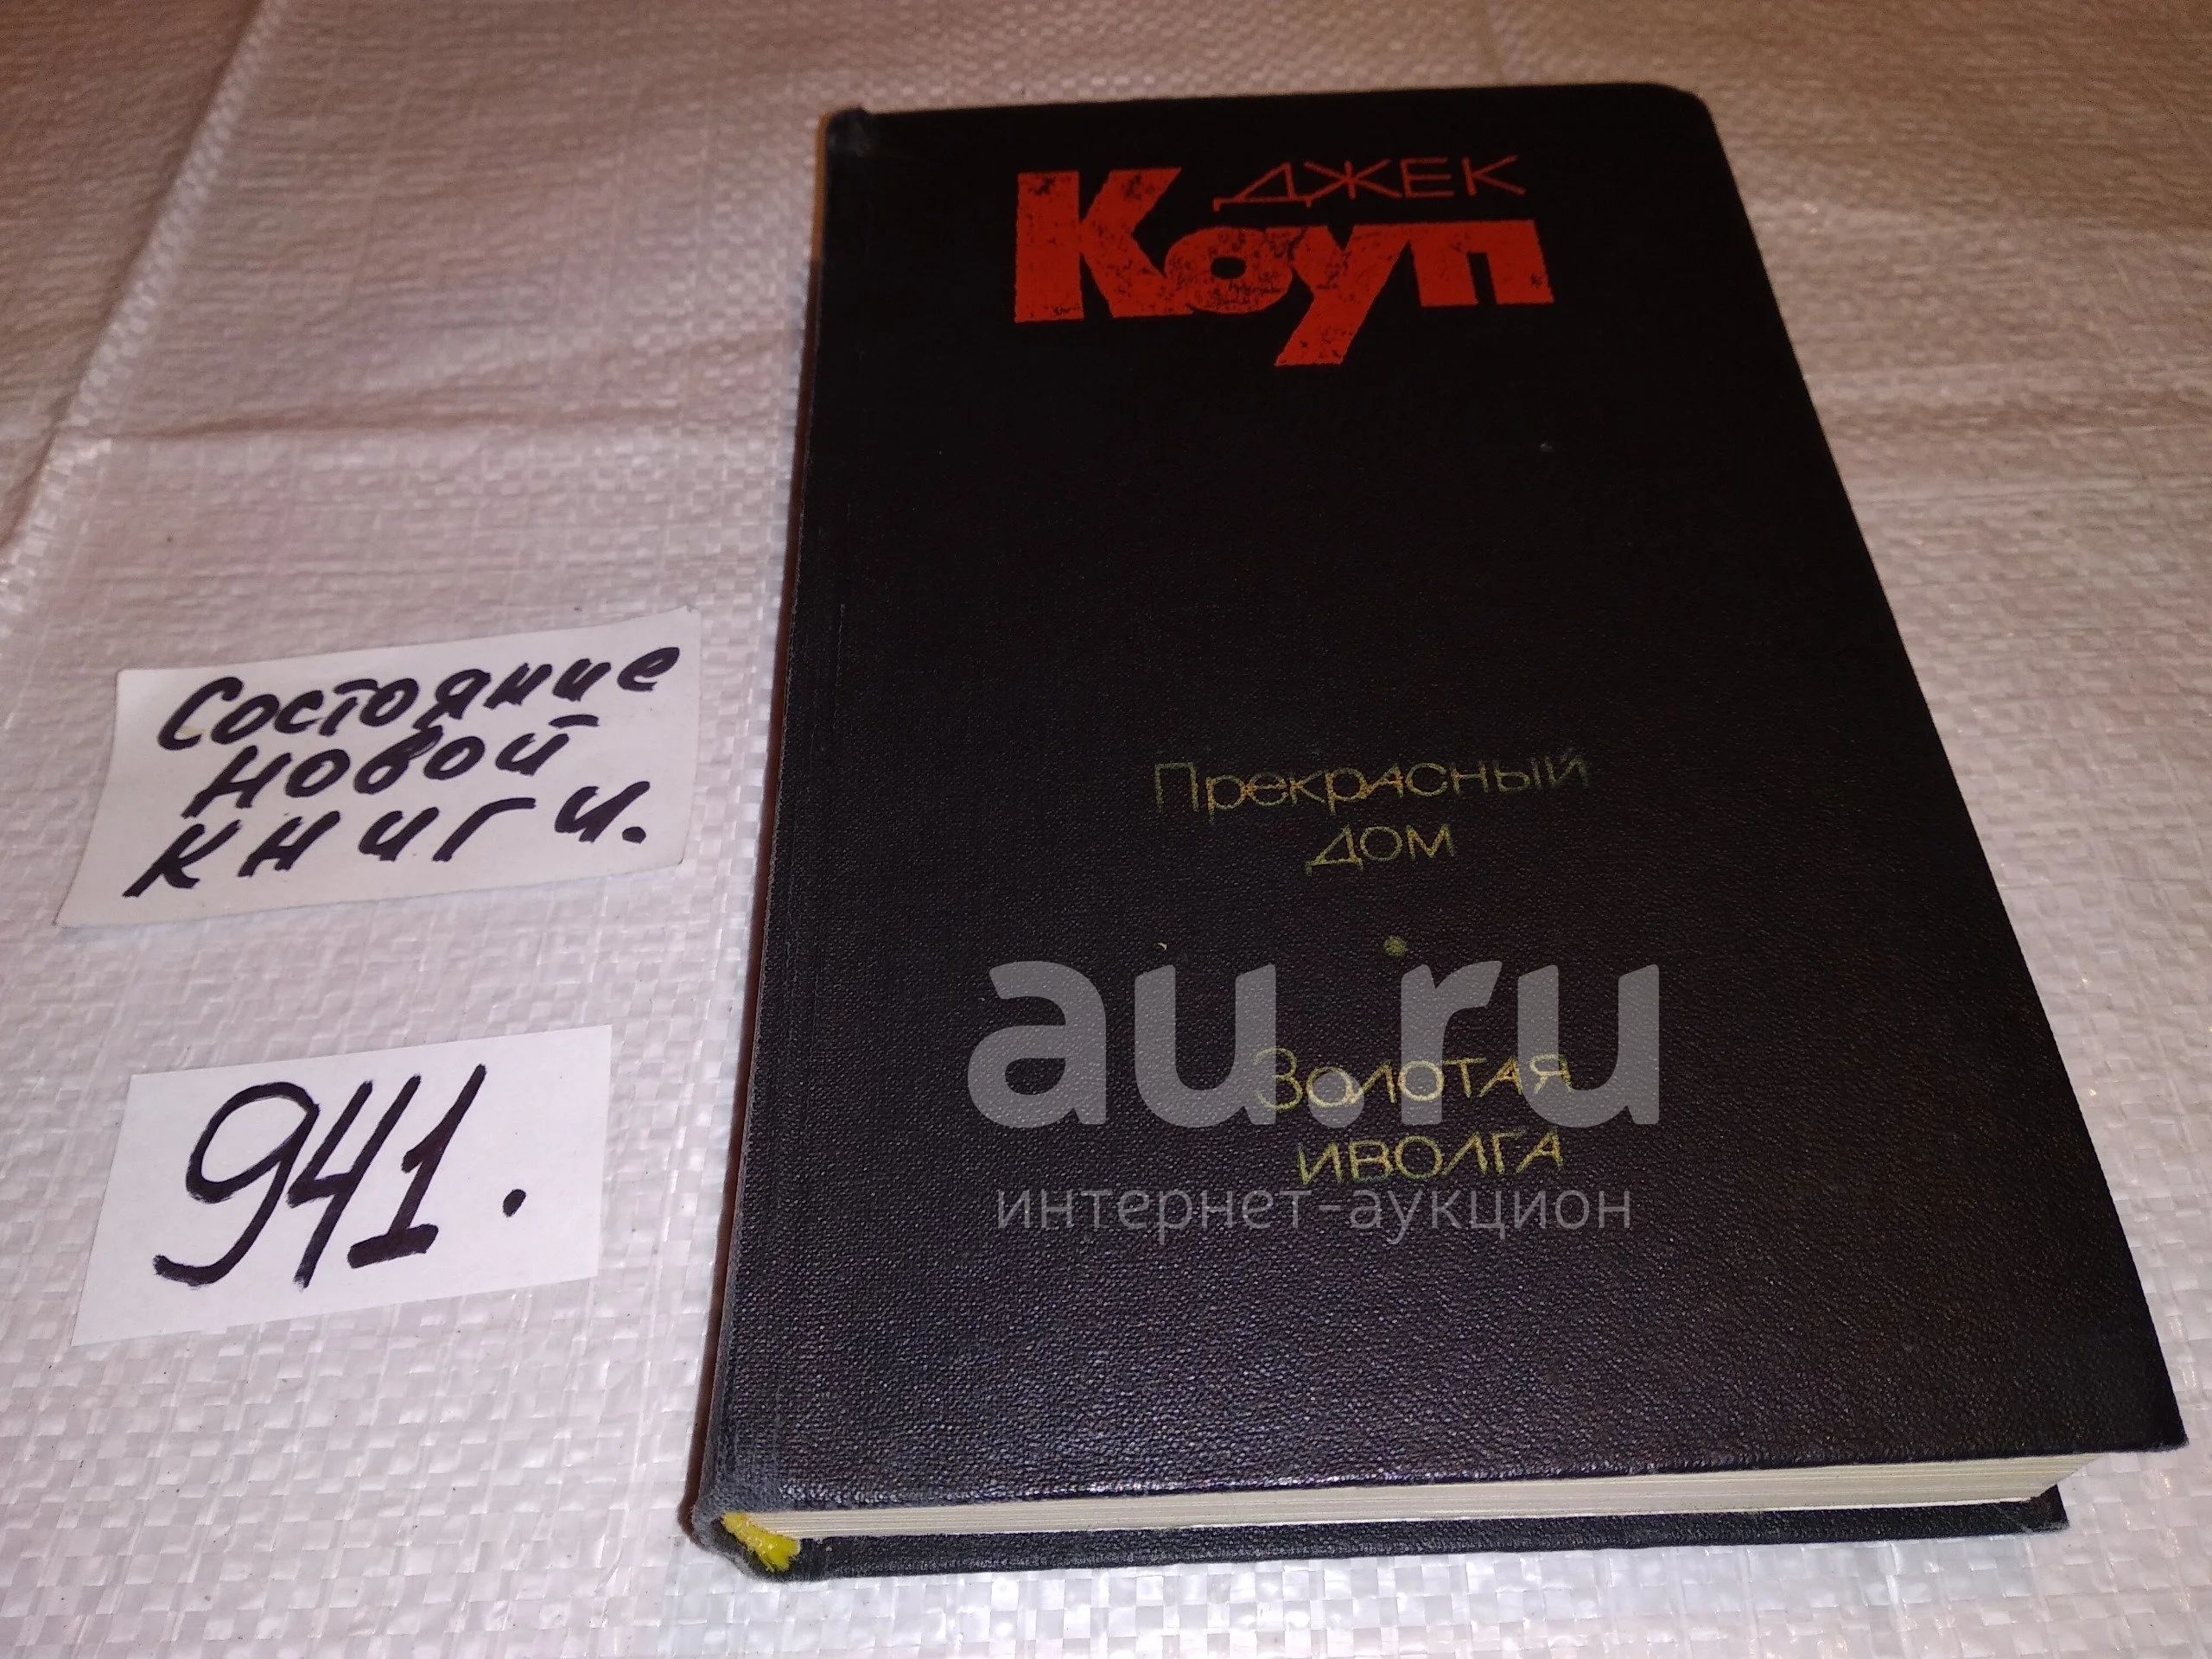 ДЖЕК
Коуп
Прекрасный
дом
Золотая
иволга
Состояние
новой
книги.
941.
au.ru
интернет-аукцион